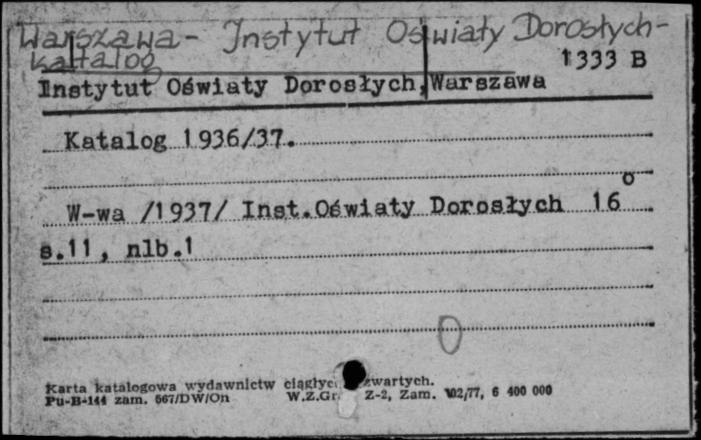 Warszawa - Instytut Oświaty Dorosłych -
katalog
1333 B
Instytut Oświaty Dorosłych, Warszawa
Katalog 1936/37.
W-wa /1937/ Inst.Oświaty Dorosłych 16°
s.11, nlb.1
Karta katalogowa wydawnictw zwartych.
Pu-B-144 zam. 667/DW/On W.Z.Gr. Z-2, Zam. 102/77, 6 400 000